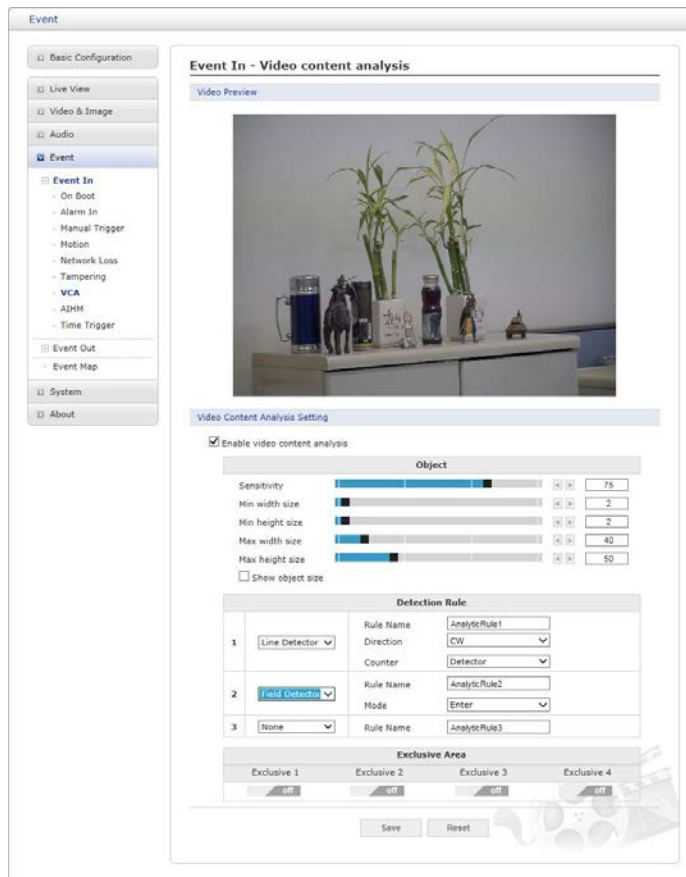 Event
Basic Configuration
Live View
Video & Image
Audio
Event
Event In
On Boot
Alarm In
Manual Trigger
Motion
Network Loss
Tampering
VCA
AIHM
Time Trigger
Event Out
Event Map
System
About
Event In - Video content analysis
Video Preview
Video Content Analysis Setting
Enable video content analysis
Object
Sensitivity 75
Min width size 2
Min height size 2
Max width size 40
Max height size 50
Show object size
Detection Rule
1 Line Detector Rule Name AnalyticRule1
Direction CW
Counter Detector
2 Field Detector Rule Name AnalyticRule2
Mode Enter
3 None Rule Name AnalyticRule3
Exclusive Area
Exclusive 1 Exclusive 2 Exclusive 3 Exclusive 4
off off off off
Save Reset